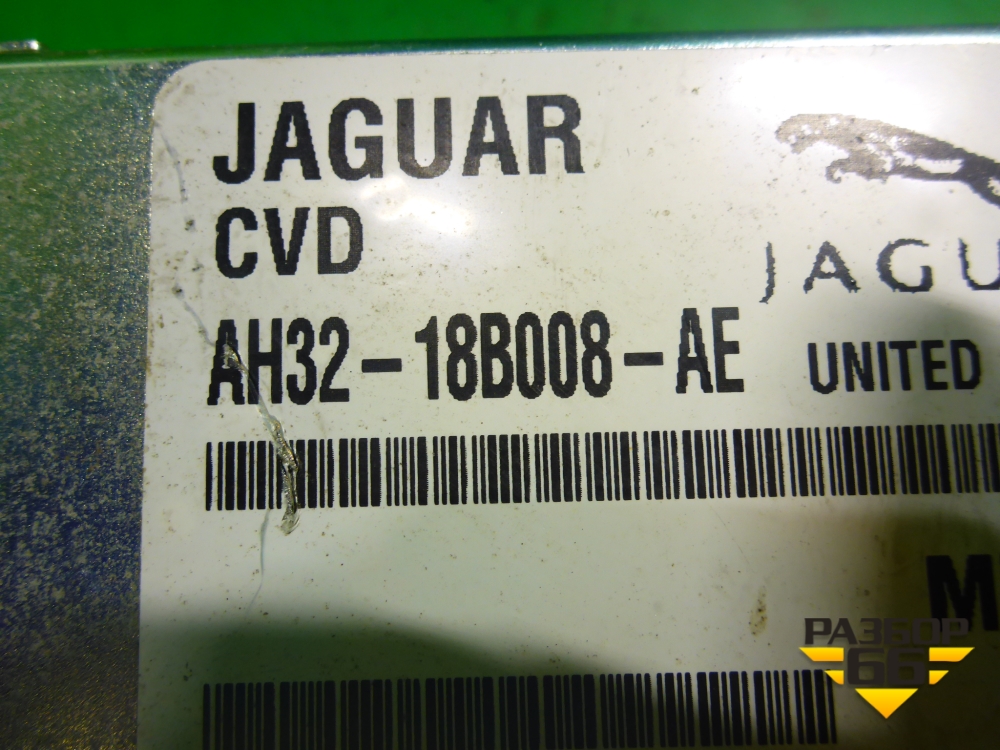 JAGUAR
CVD
JAGU
AH32-18B008-AE
UNITED
M
РАЗБОР
66